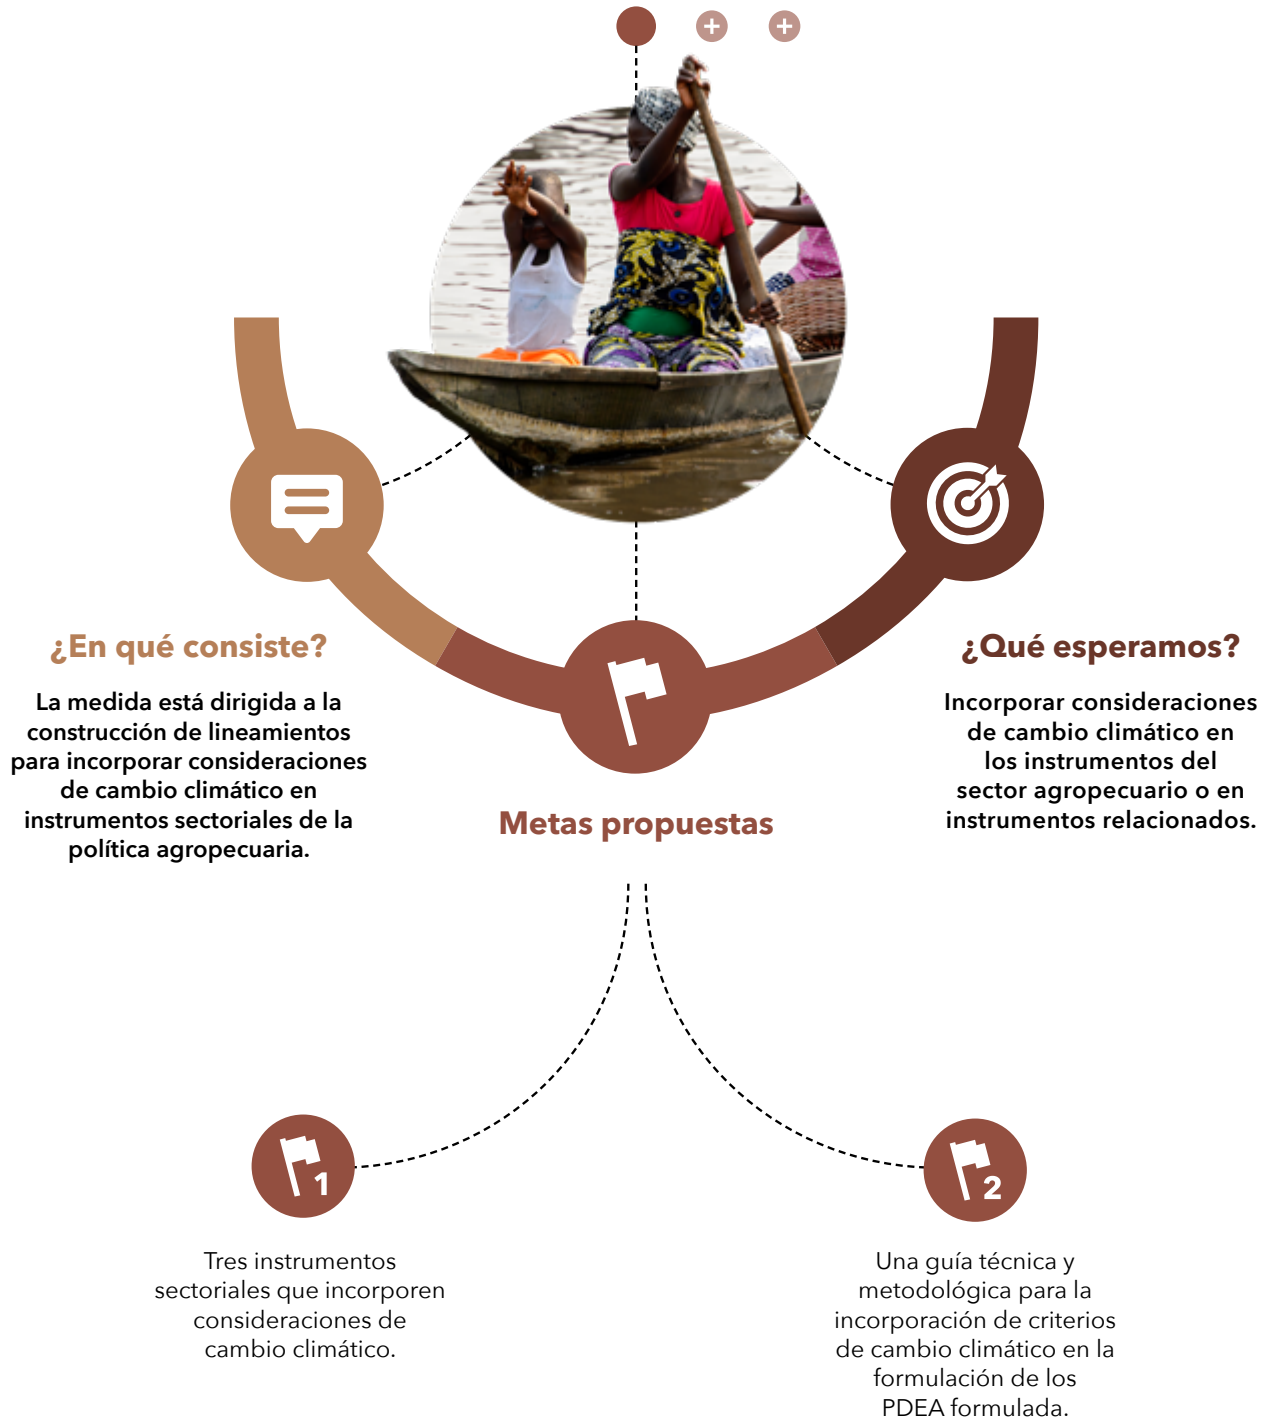 ¿En qué consiste?
La medida está dirigida a la
construcción de lineamientos
para incorporar consideraciones
de cambio climático en
instrumentos sectoriales de la
política agropecuaria.
Metas propuestas
¿Qué esperamos?
Incorporar consideraciones
de cambio climático en
los instrumentos del
sector agropecuario o en
instrumentos relacionados.
1
Tres instrumentos
sectoriales que incorporen
consideraciones de
cambio climático.
2
Una guía técnica y
metodológica para la
incorporación de criterios
de cambio climático en la
formulación de los
PDEA formulada.